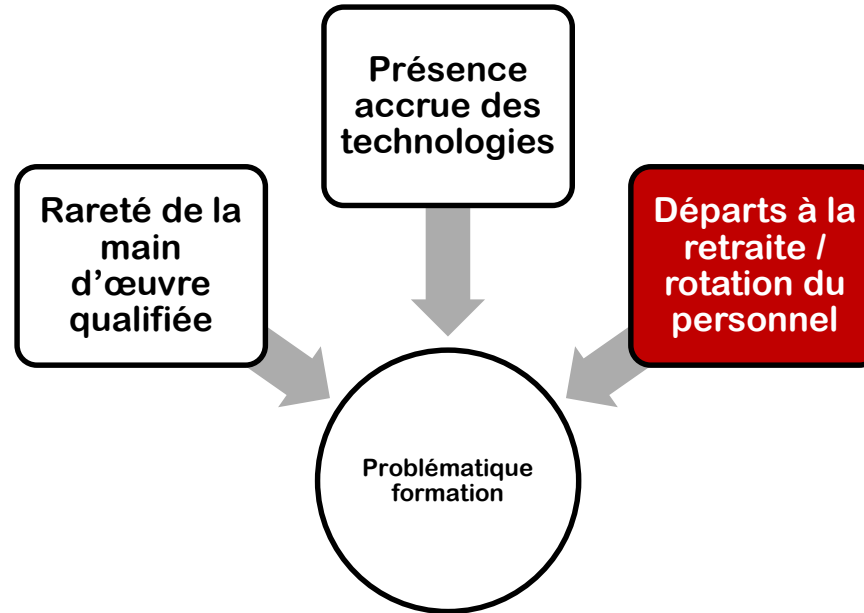 Présence
accrue des
technologies
Rareté de la
main
d'œuvre
qualifiée
Départs à la
retraite /
rotation du
personnel
Problématique
formation